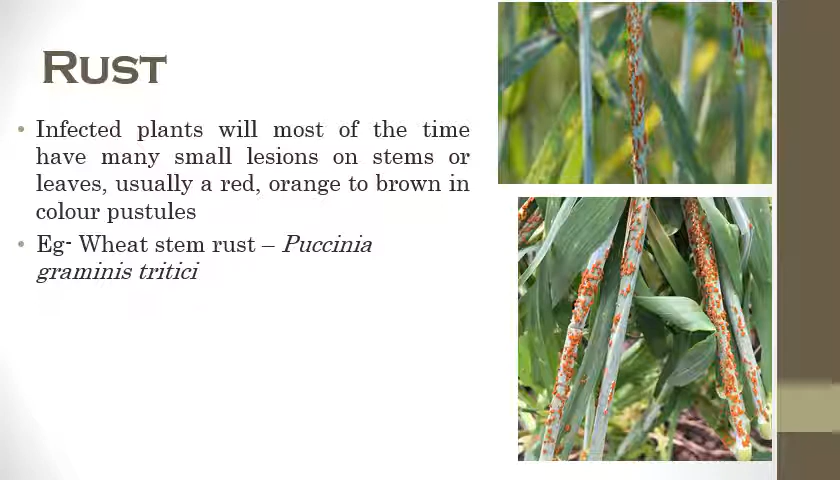 Rust
• Infected plants will most of the time
have many small lesions on stems or
leaves, usually a red, orange to brown in
colour pustules
• Eg- Wheat stem rust – Puccinia
graminis tritici